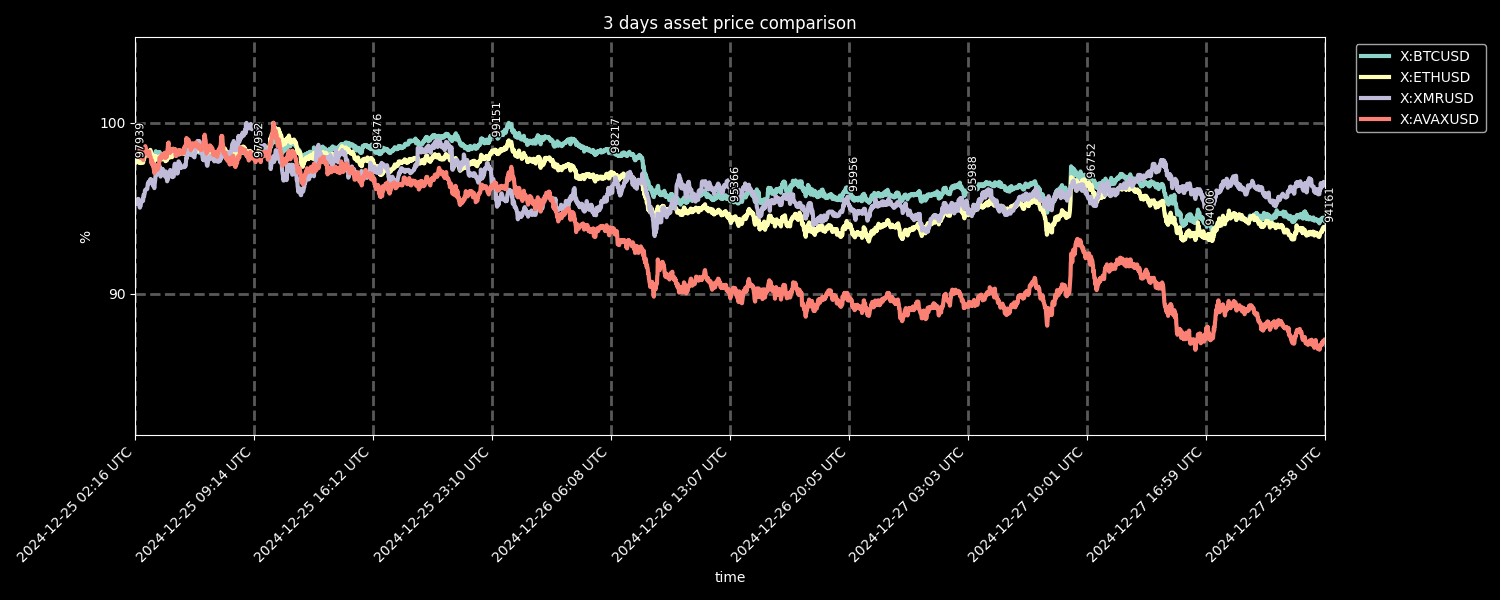 3 days asset price comparison
X:BTCUSD
X:ETHUSD
X:XMRUSD
X:AVAXUSD
100
90
%
97939
97952
98476
99151
98217
95366
95956
95988
96752
94006
94161
2024-12-25 02:16 UTC
2024-12-25 09:14 UTC
2024-12-25 16:12 UTC
2024-12-25 23:10 UTC
2024-12-26 06:08 UTC
2024-12-26 13:07 UTC
2024-12-26 20:05 UTC
2024-12-27 03:03 UTC
2024-12-27 10:01 UTC
2024-12-27 16:59 UTC
2024-12-27 23:58 UTC
time